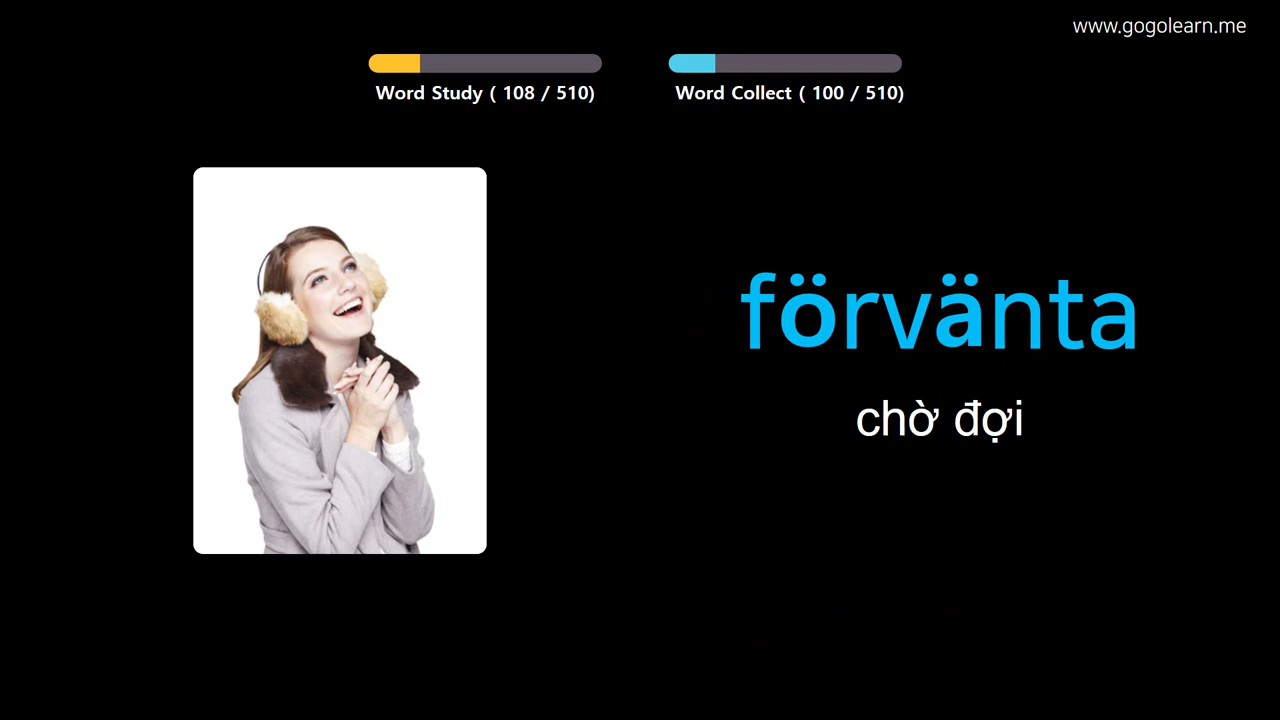 www.gogolearn.me
Word Study ( 108 / 510)
Word Collect ( 100 / 510)
förvänta
chờ đợi